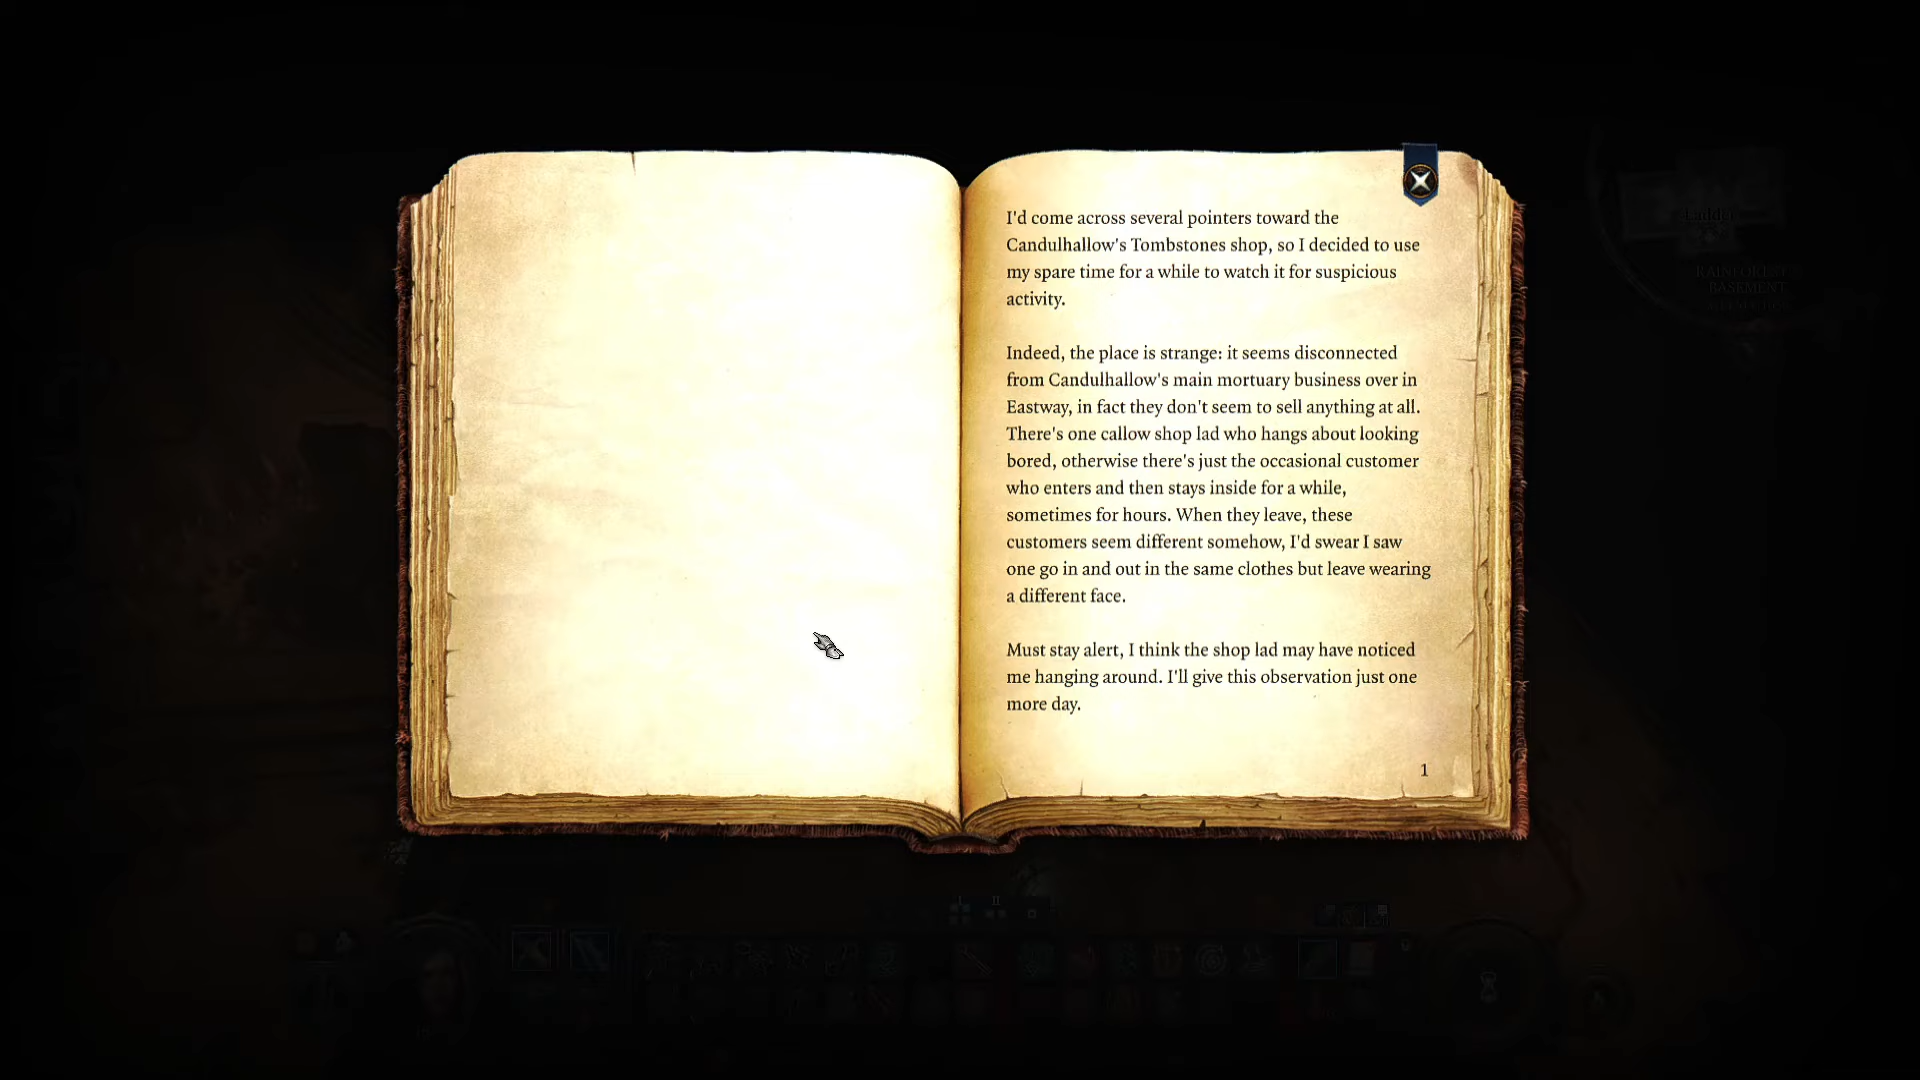 I'd come across several pointers toward the
Candulhallow's Tombstones shop, so I decided to use
my spare time for a while to watch it for suspicious
activity.
Indeed, the place is strange: it seems disconnected
from Candulhallow's main mortuary business over in
Eastway, in fact they don't seem to sell anything at all.
There's one callow shop lad who hangs about looking
bored, otherwise there's just the occasional customer
who enters and then stays inside for a while,
sometimes for hours. When they leave, these
customers seem different somehow, I'd swear I saw
one go in and out in the same clothes but leave wearing
a different face.
Must stay alert, I think the shop lad may have noticed
me hanging around. I'll give this observation just one
more day.
1
Ladder
BASEMENT
I
II